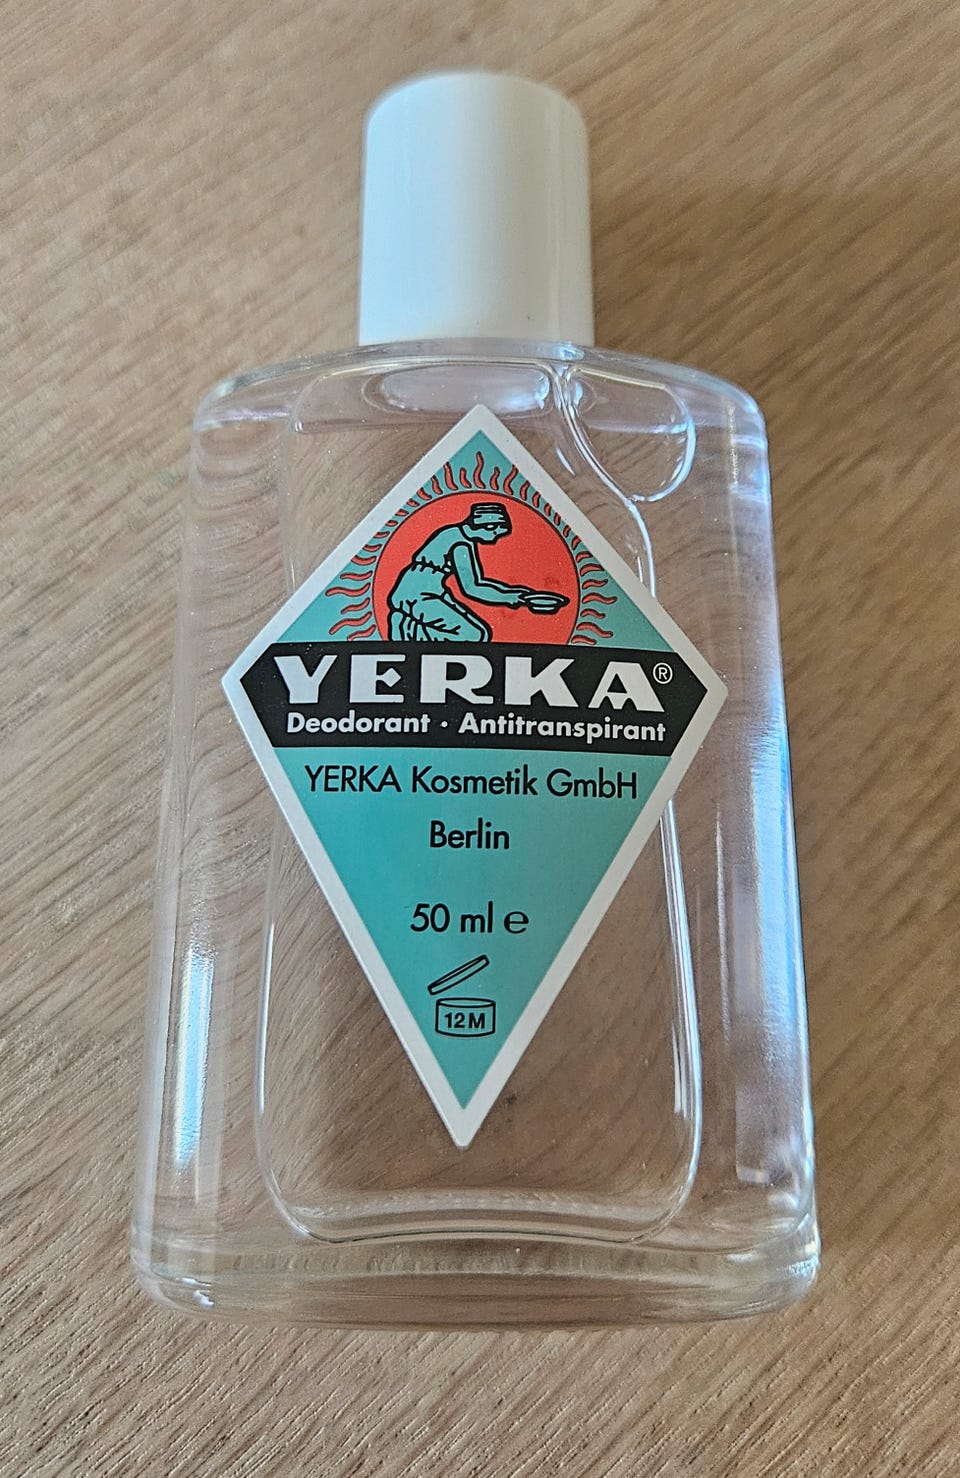 YERKA®
Deodorant · Antitranspirant
YERKA Kosmetik GmbH
Berlin
50 ml ℮
12M